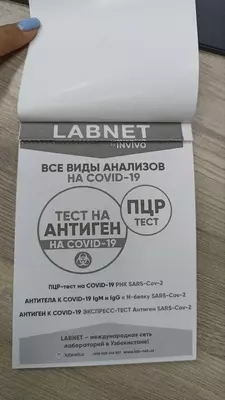 LABNET
by INVIVO
ВСЕ ВИДЫ АНАЛИЗОВ
НА COVID-19
ТЕСТ НА
АНТИГЕН
НА COVID-19
ПЦР
ТЕСТ
ПЦР-тест на COVID-19 РНК SARS-Cov-2
АНТИТЕЛА К COVID-19 IgM и IgG к N-белку SARS-Cov-2
АНТИГЕН К COVID-19 ЭКСПРЕСС-ТЕСТ Антиген SARS-Cov-2
LABNET – международная сеть
лабораторий в Узбекистане!